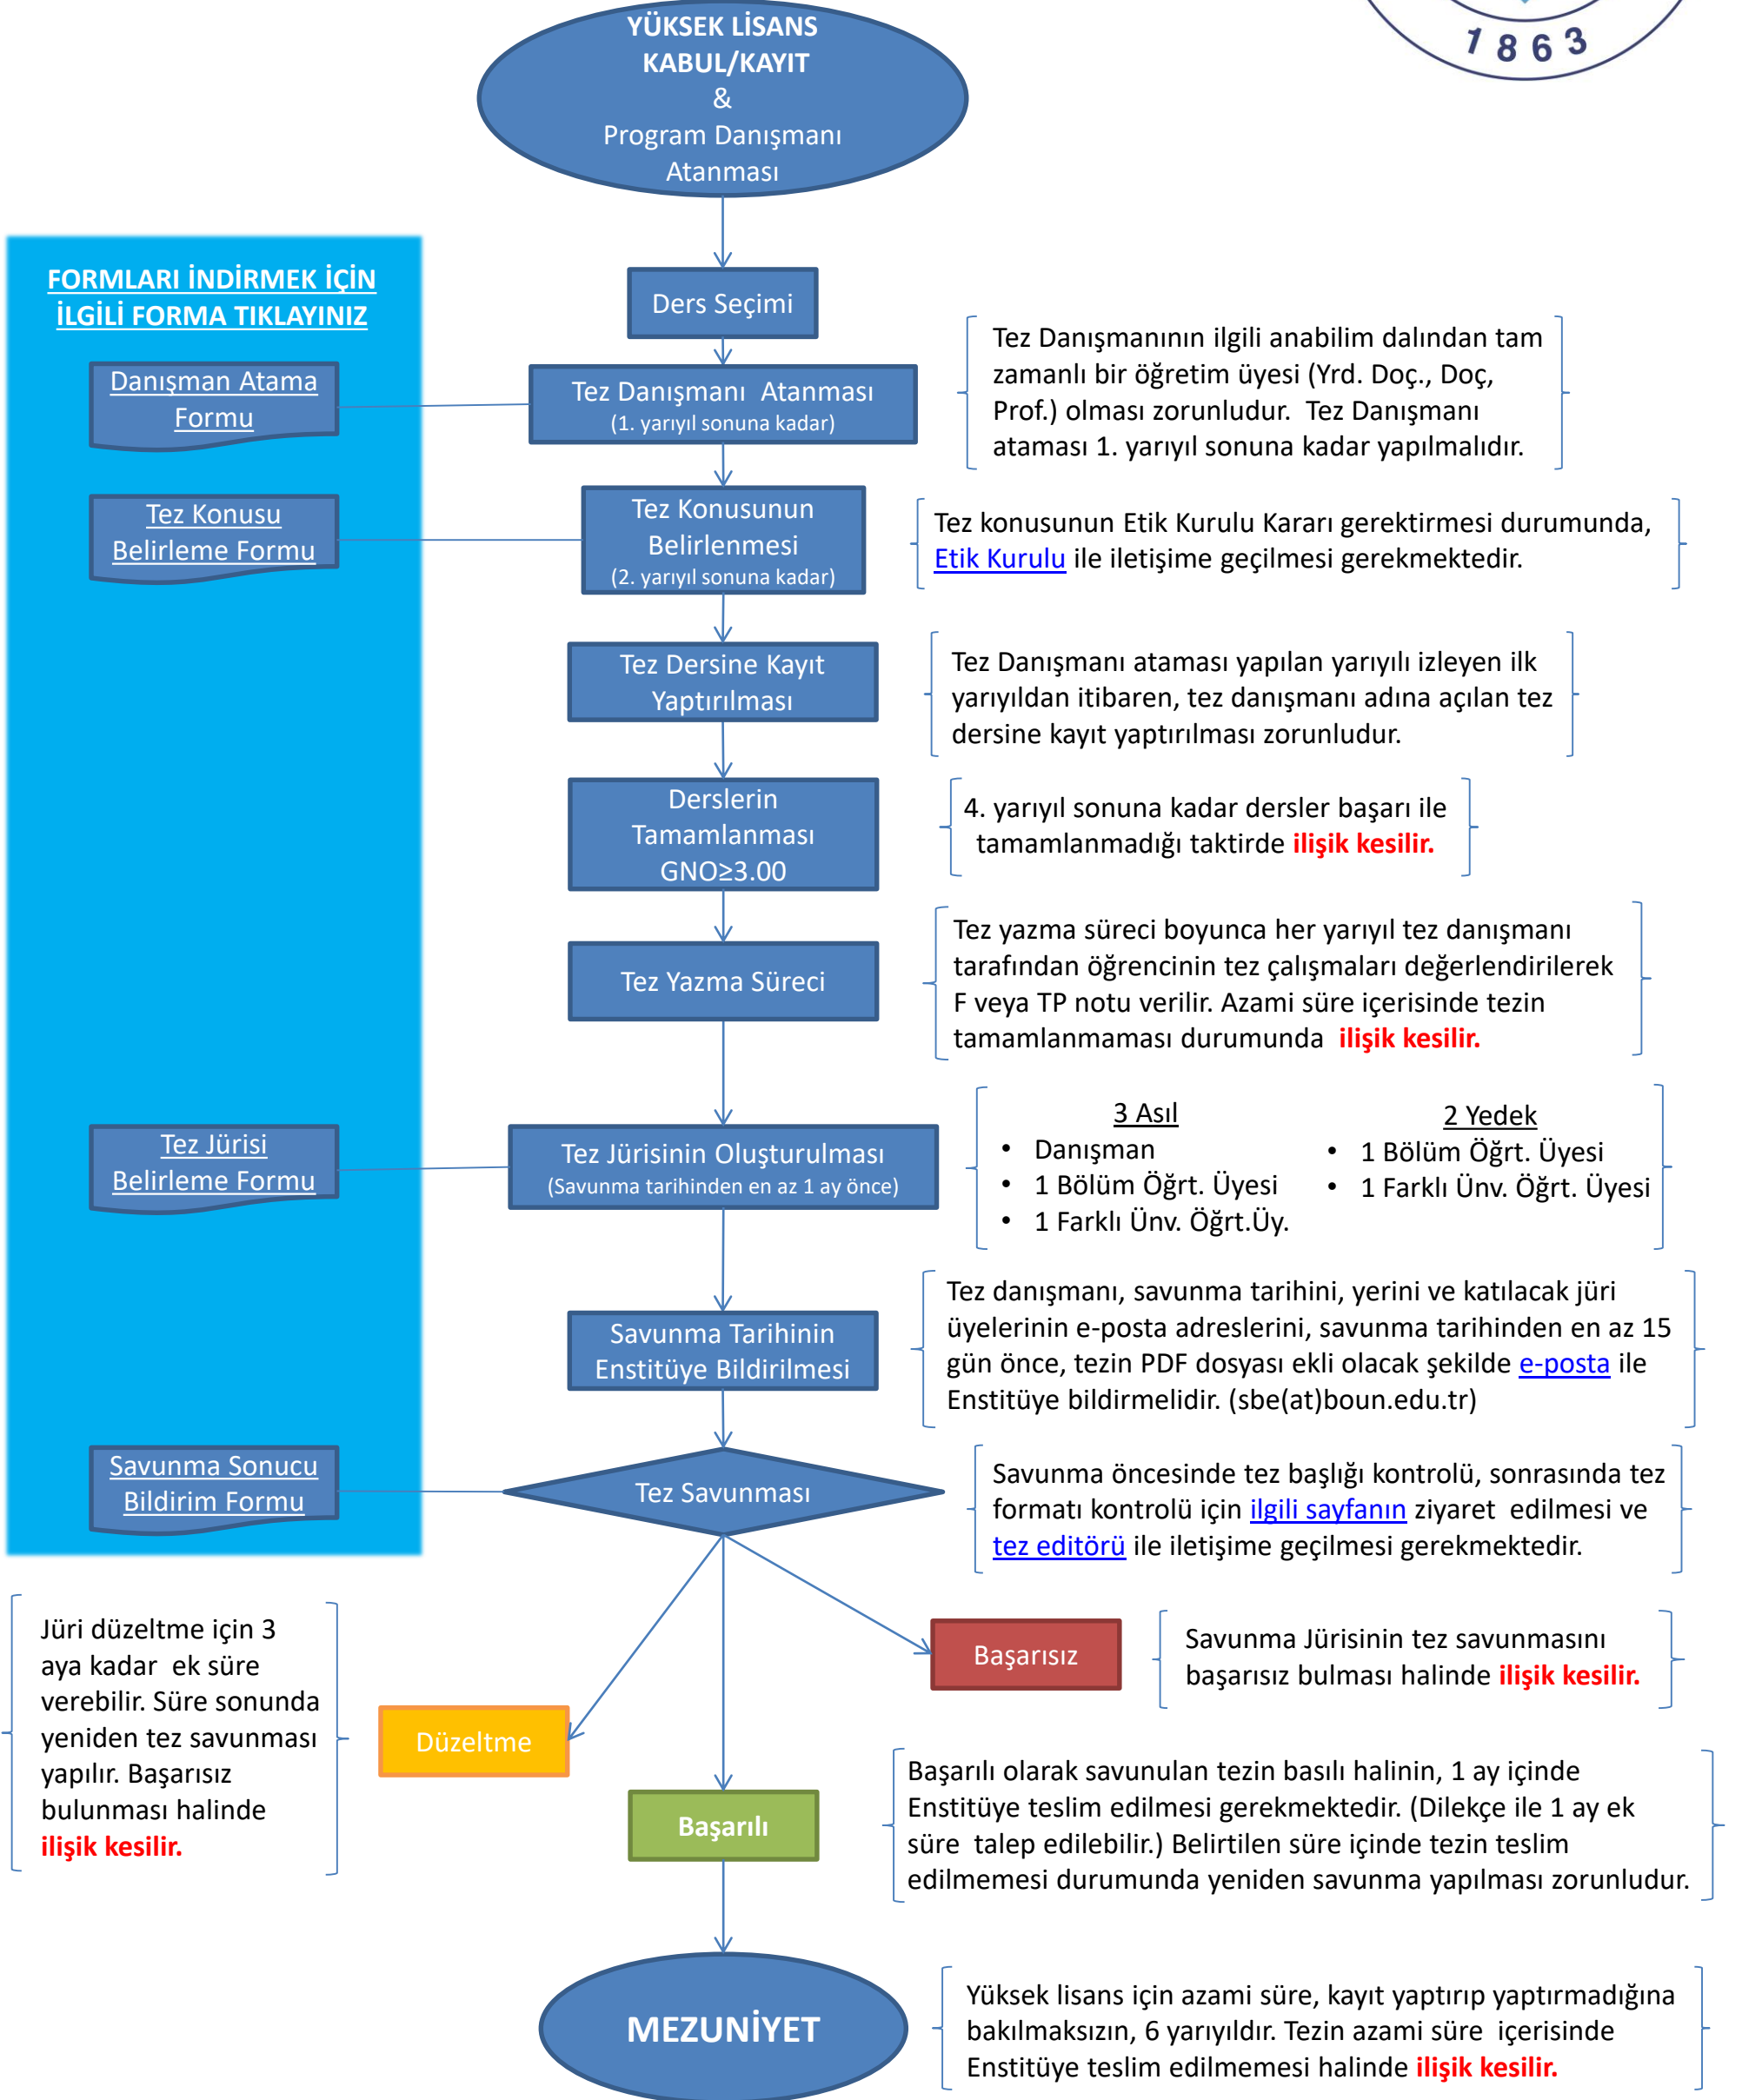 1863
YÜKSEK LİSANS
KABUL/KAYIT
&
Program Danışmanı
Atanması
FORMLARI İNDİRMEK İÇİN
İLGİLİ FORMA TIKLAYINIZ
Ders Seçimi
Danışman Atama
Formu
Tez Danışmanı Atanması
(1. yarıyıl sonuna kadar)
Tez Danışmanının ilgili anabilim dalından tam
zamanlı bir öğretim üyesi (Yrd. Doç., Doç,
Prof.) olması zorunludur. Tez Danışmanı
ataması 1. yarıyıl sonuna kadar yapılmalıdır.
Tez Konusu
Belirleme Formu
Tez Konusunun
Belirlenmesi
(2. yarıyıl sonuna kadar)
Tez konusunun Etik Kurulu Kararı gerektirmesi durumunda,
Etik Kurulu ile iletişime geçilmesi gerekmektedir.
Tez Dersine Kayıt
Yaptırılması
Tez Danışmanı ataması yapılan yarıyılı izleyen ilk
yarıyıldan itibaren, tez danışmanı adına açılan tez
dersine kayıt yaptırılması zorunludur.
Derslerin
Tamamlanması
GNO≥3.00
4. yarıyıl sonuna kadar dersler başarı ile
tamamlanmadığı taktirde ilişik kesilir.
Tez Yazma Süreci
Tez yazma süreci boyunca her yarıyıl tez danışmanı
tarafından öğrencinin tez çalışmaları değerlendirilerek
F veya TP notu verilir. Azami süre içerisinde tezin
tamamlanmaması durumunda ilişik kesilir.
Tez Jürisi
Belirleme Formu
Tez Jürisinin Oluşturulması
(Savunma tarihinden en az 1 ay önce)
3 Asıl
• Danışman
• 1 Bölüm Öğrt. Üyesi
• 1 Farklı Ünv. Öğrt.Üy.
2 Yedek
• 1 Bölüm Öğrt. Üyesi
• 1 Farklı Ünv. Öğrt. Üyesi
Savunma Tarihinin
Enstitüye Bildirilmesi
Tez danışmanı, savunma tarihini, yerini ve katılacak jüri
üyelerinin e-posta adreslerini, savunma tarihinden en az 15
gün önce, tezin PDF dosyası ekli olacak şekilde e-posta ile
Enstitüye bildirmelidir. (sbe(at)boun.edu.tr)
Savunma Sonucu
Bildirim Formu
Tez Savunması
Savunma öncesinde tez başlığı kontrolü, sonrasında tez
formatı kontrolü için ilgili sayfanın ziyaret edilmesi ve
tez editörü ile iletişime geçilmesi gerekmektedir.
Jüri düzeltme için 3
aya kadar ek süre
verebilir. Süre sonunda
yeniden tez savunması
yapılır. Başarısız
bulunması halinde
ilişik kesilir.
Düzeltme
Başarısız
Savunma Jürisinin tez savunmasını
başarısız bulması halinde ilişik kesilir.
Başarılı
Başarılı olarak savunulan tezin basılı halinin, 1 ay içinde
Enstitüye teslim edilmesi gerekmektedir. (Dilekçe ile 1 ay ek
süre talep edilebilir.) Belirtilen süre içinde tezin teslim
edilmemesi durumunda yeniden savunma yapılması zorunludur.
MEZUNİYET
Yüksek lisans için azami süre, kayıt yaptırıp yaptırmadığına
bakılmaksızın, 6 yarıyıldır. Tezin azami süre içerisinde
Enstitüye teslim edilmemesi halinde ilişik kesilir.